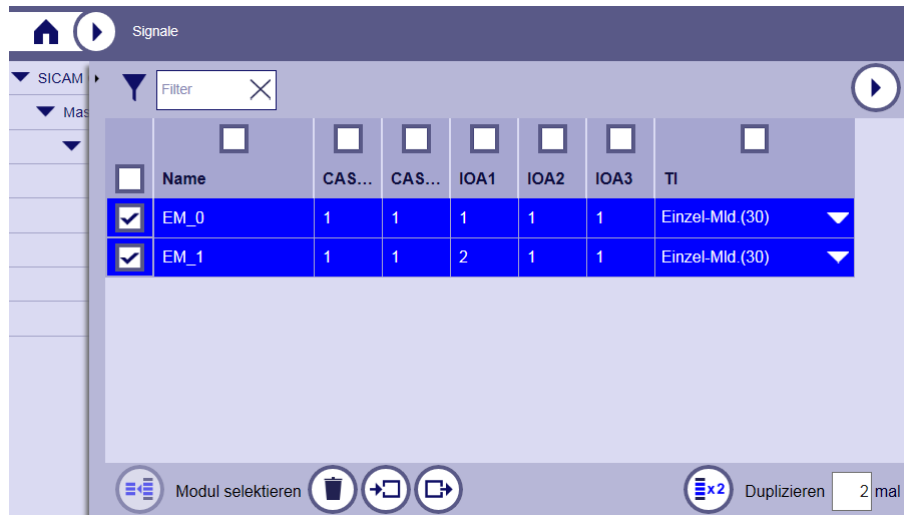 Signale
SICAM
Filter
Mas
Name CAS... CAS... IOA1 IOA2 IOA3 TI
EM_0 1 1 1 1 1 Einzel-Mld.(30)
EM_1 1 1 2 1 1 Einzel-Mld.(30)
Modul selektieren x2 Duplizieren 2 mal